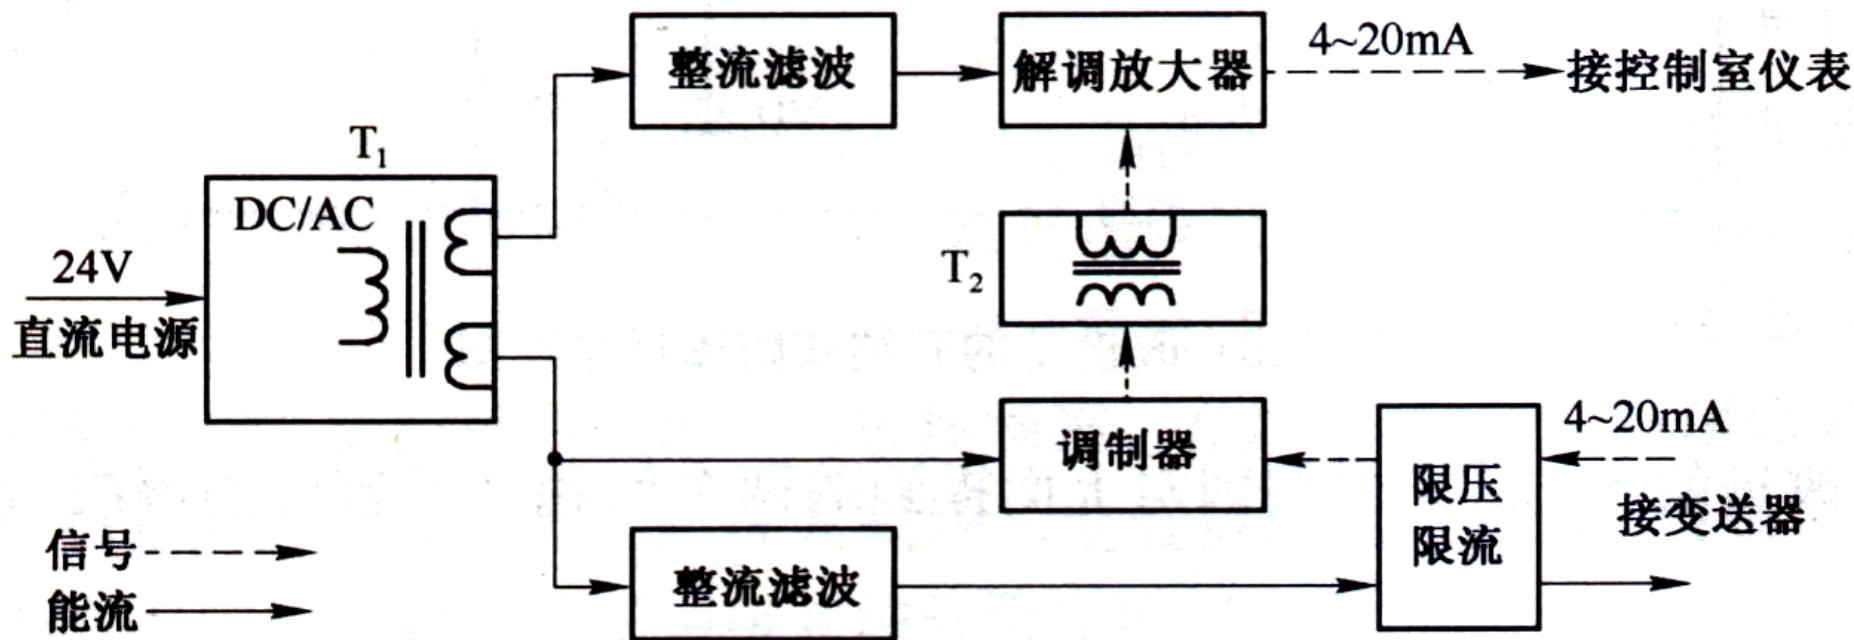 整流滤波
解调放大器
4~20mA
接控制室仪表
T₁
DC/AC
24V
直流电源
T₂
调制器
4~20mA
限压
限流
接变送器
信号
能流
整流滤波